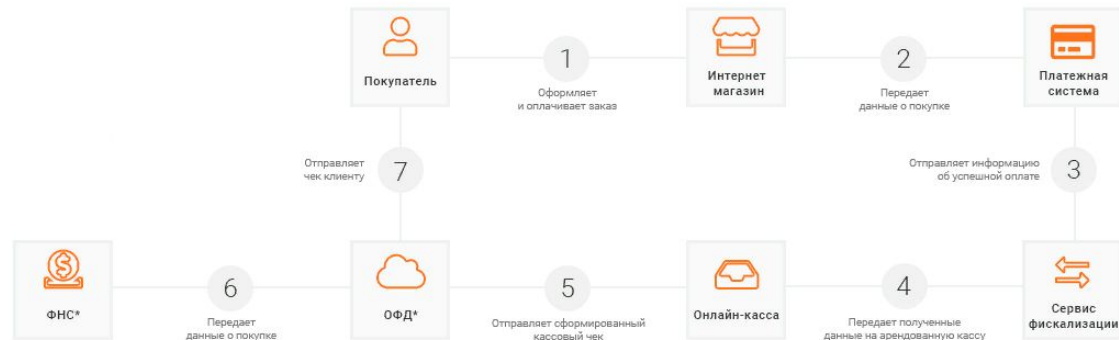 1
2
Покупатель
Оформляет
и оплачивает заказ
Интернет
магазин
Передает
данные о покупке
Платежная
система
Отправляет
чек клиенту
7
Отправляет информацию
об успешной оплате
3
$
6
5
4
ФНС*
Передает
данные о покупке
ОФД*
Отправляет сформированный
кассовый чек
Онлайн-касса
Передает полученные
данные на арендованную кассу
Сервис
фискализации